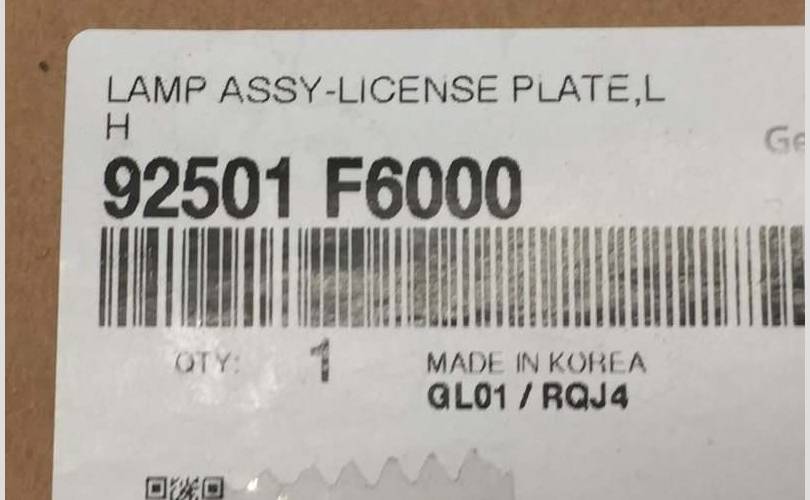 LAMP ASSY-LICENSE PLATE,L
H
92501 F6000
QTY: 1 MADE IN KOREA
GL01 / RQJ4